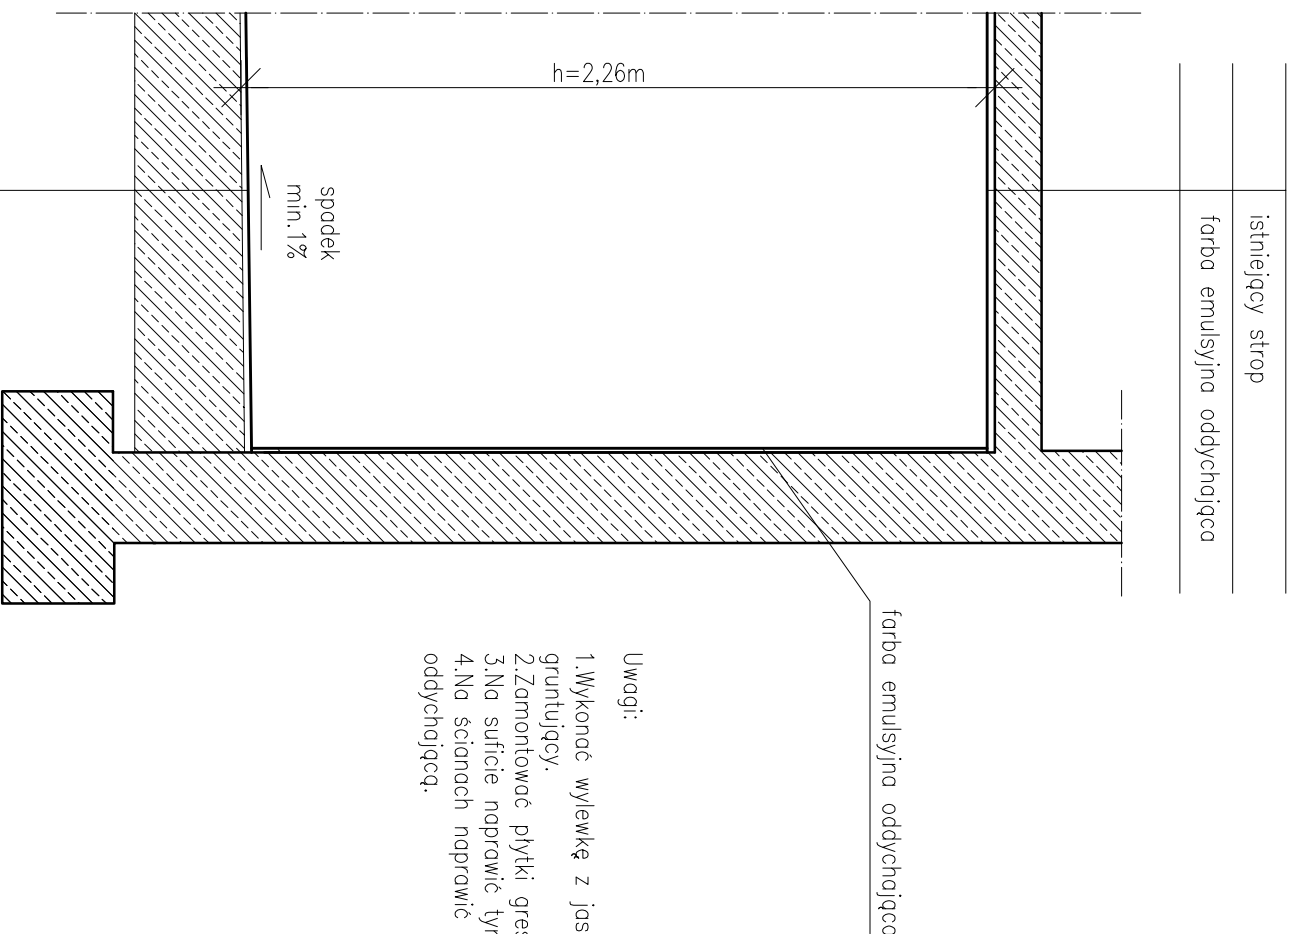 istniejący strop
farba emulsyjna oddychająca
h=2,26m
spadek
min.1%
farba emulsyjna oddychająca
Uwagi:
1.Wykonać wylewkę z jas
gruntujący.
2.Zamontować płytki gres
3.Na suficie naprawić tyn
4.Na ścianach naprawić
oddychającą.